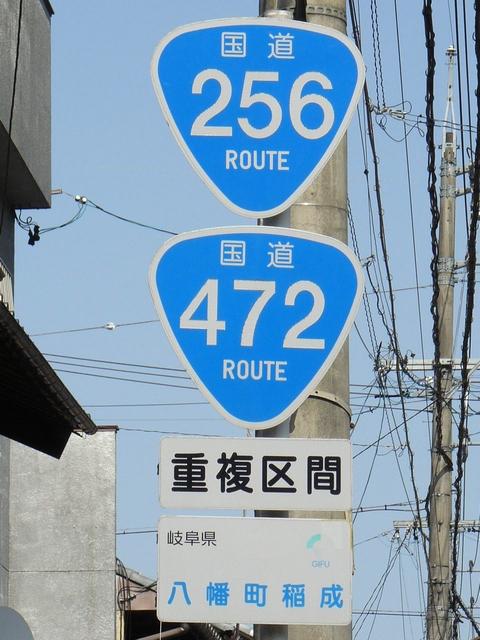 国道
256
ROUTE
国道
472
ROUTE
重複区間
岐阜県
GIFU
八幡町稲成